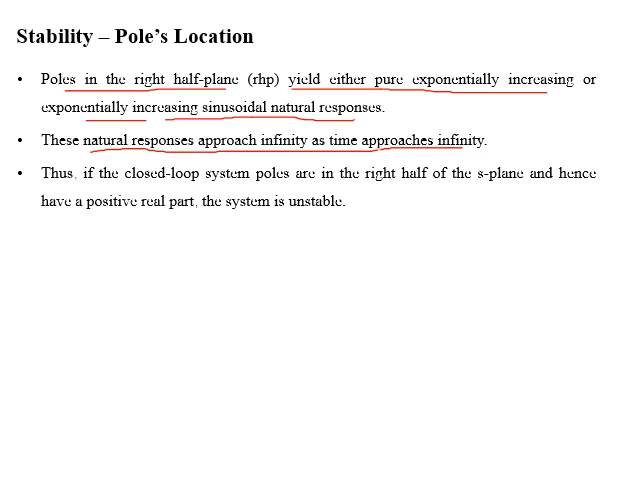 Stability – Pole's Location
• Poles in the right half-plane (rhp) yield either pure exponentially increasing or
exponentially increasing sinusoidal natural responses.
• These natural responses approach infinity as time approaches infinity.
• Thus, if the closed-loop system poles are in the right half of the s-plane and hence
have a positive real part, the system is unstable.